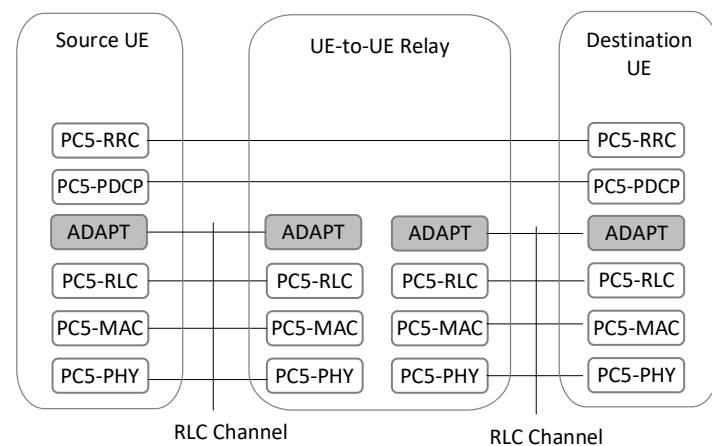 Source UE
UE-to-UE Relay
Destination
UE
PC5-RRC
PC5-RRC
PC5-PDCP
PC5-PDCP
ADAPT
ADAPT
ADAPT
ADAPT
PC5-RLC
PC5-RLC
PC5-RLC
PC5-RLC
PC5-MAC
PC5-MAC
PC5-MAC
PC5-MAC
PC5-PHY
PC5-PHY
PC5-PHY
PC5-PHY
RLC Channel
RLC Channel